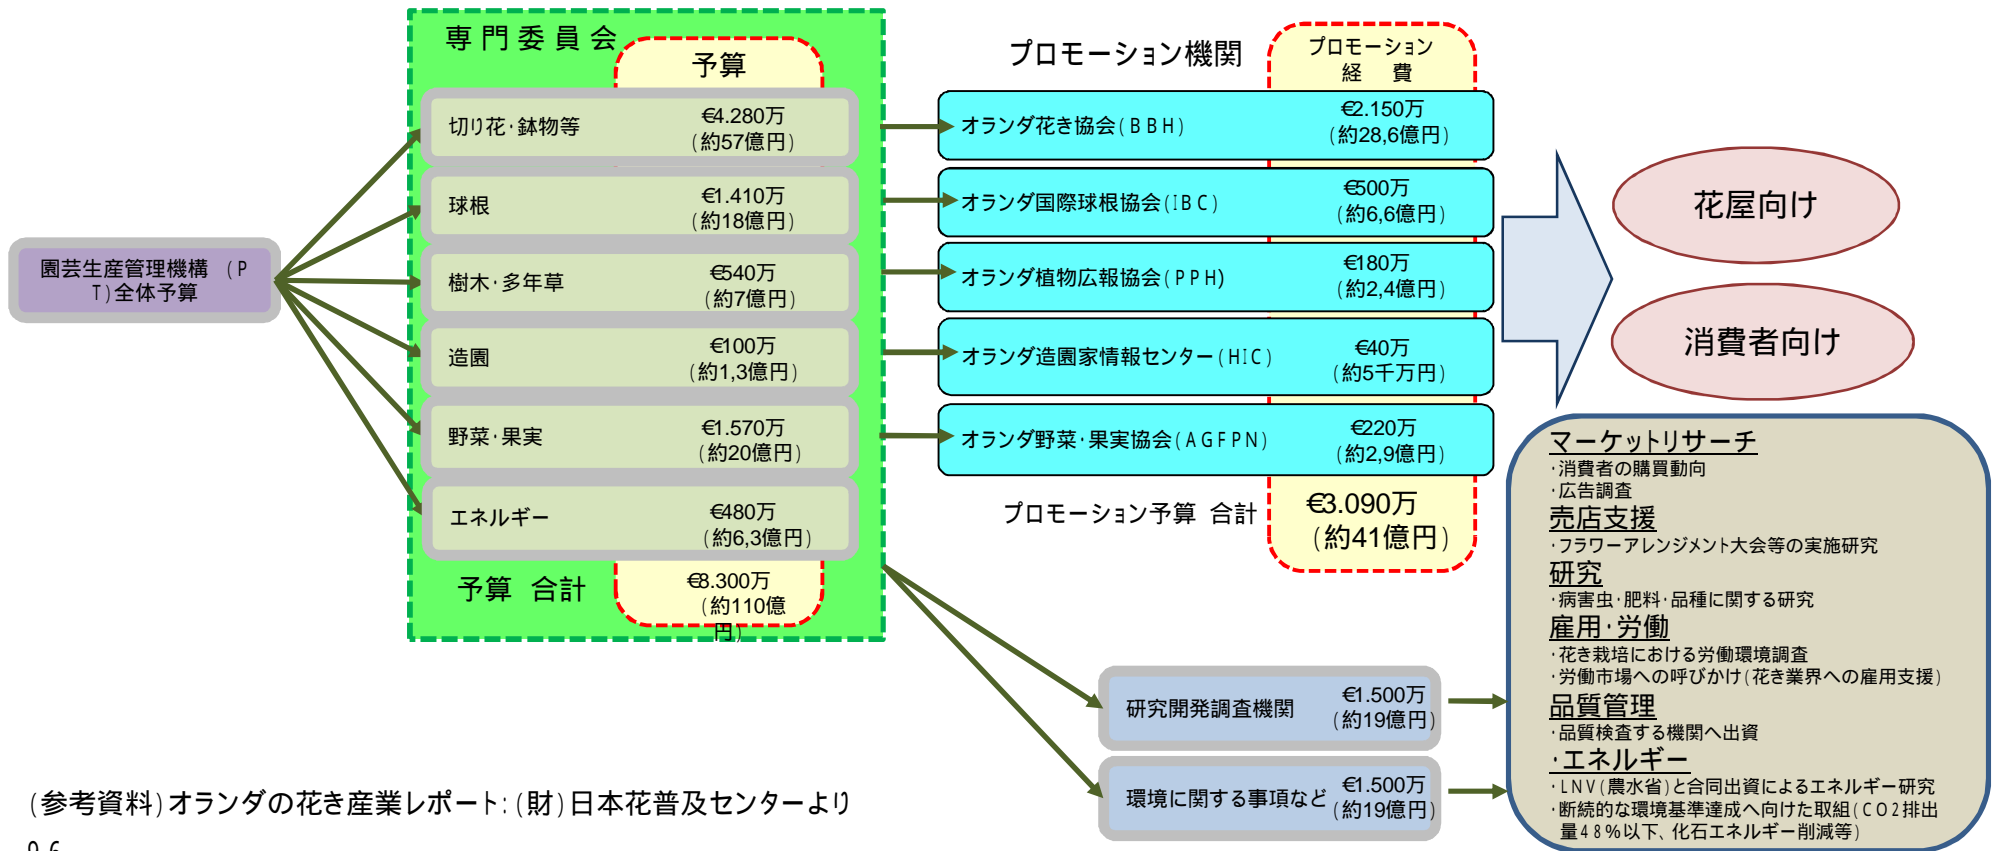 専門委員会
予算
プロモーション機関
プロモーション
経 費
園芸生産管理機構 (P
T)全体予算
切り花・鉢物等
€4.280万
(約57億円)
球根
€1.410万
(約18億円)
樹木・多年草
€540万
(約7億円)
造園
€100万
(約1,3億円)
野菜・果実
€1.570万
(約20億円)
エネルギー
€480万
(約6,3億円)
予算 合計
€8.300万
(約110億
円)
オランダ花き協会(BBH)
€2.150万
(約28,6億円)
オランダ国際球根協会(IBC)
€500万
(約6,6億円)
オランダ植物広報協会(PPH)
€180万
(約2,4億円)
オランダ造園家情報センター(HIC)
€40万
(約5千万円)
オランダ野菜・果実協会(AGFPN)
€220万
(約2,9億円)
プロモーション予算 合計
€3.090万
(約41億円)
花屋向け
消費者向け
研究開発調査機関
€1.500万
(約19億円)
環境に関する事項など
€1.500万
(約19億円)
マーケットリサーチ
・消費者の購買動向
・広告調査
売店支援
・フラワーアレンジメント大会等の実施研究
研究
・病害虫・肥料・品種に関する研究
雇用・労働
・花き栽培における労働環境調査
・労働市場への呼びかけ(花き業界への雇用支援)
品質管理
・品質検査する機関へ出資
・エネルギー
・LNV(農水省)と合同出資によるエネルギー研究
・断続的な環境基準達成へ向けた取組(CO2排出
量48%以下、化石エネルギー削減等)
(参考資料)オランダの花き産業レポート:(財)日本花普及センターより